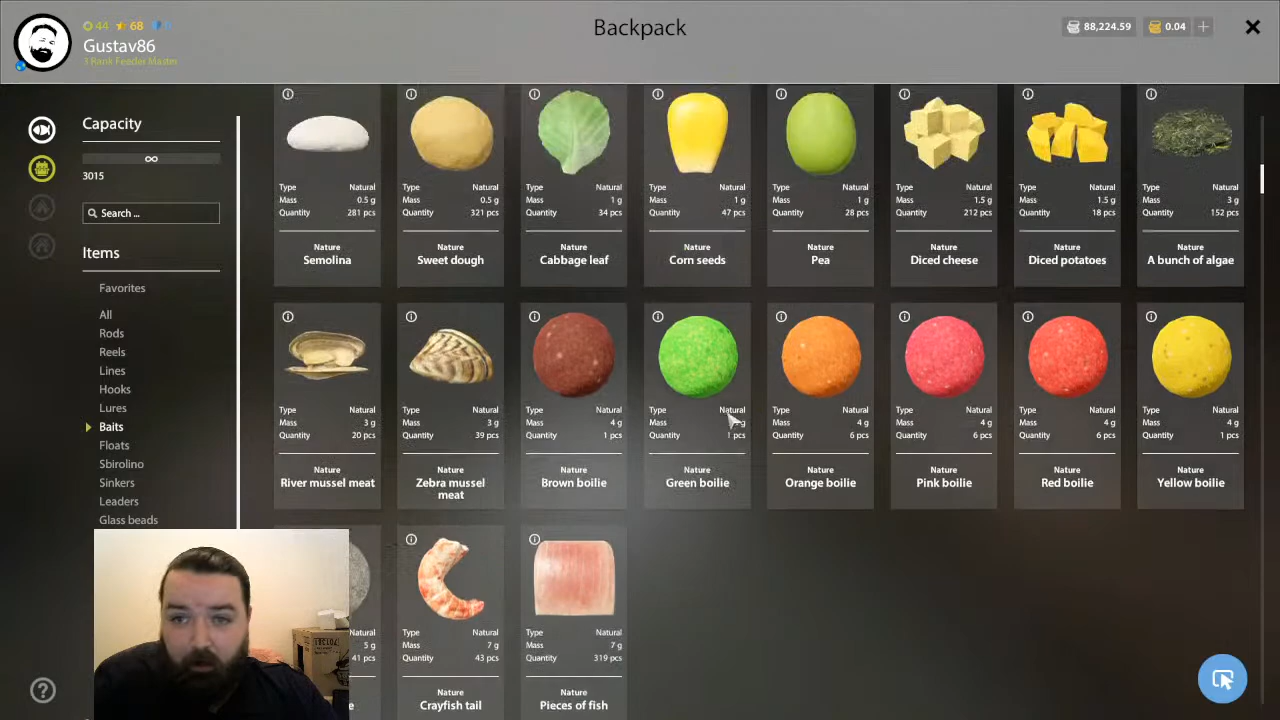 44 68
Gustav86
1 Rank Feeder Master
Backpack
88,224.59
0.04
Capacity
∞
3015
Search ...
Items
Favorites
All
Rods
Reels
Lines
Hooks
Lures
Baits
Floats
Sbirolino
Sinkers
Leaders
Glass beads
Type Natural
Mass 0.5 g
Quantity 281 pcs
Nature
Semolina
Type Natural
Mass 0.5 g
Quantity 321 pcs
Nature
Sweet dough
Type Natural
Mass 1 g
Quantity 34 pcs
Nature
Cabbage leaf
Type Natural
Mass 1 g
Quantity 47 pcs
Nature
Corn seeds
Type Natural
Mass 1 g
Quantity 28 pcs
Nature
Pea
Type Natural
Mass 1.5 g
Quantity 212 pcs
Nature
Diced cheese
Type Natural
Mass 1.5 g
Quantity 18 pcs
Nature
Diced potatoes
Type Natural
Mass 3 g
Quantity 152 pcs
Nature
A bunch of algae
Type Natural
Mass 3 g
Quantity 20 pcs
Nature
River mussel meat
Type Natural
Mass 3 g
Quantity 39 pcs
Nature
Zebra mussel
meat
Type Natural
Mass 4 g
Quantity 1 pcs
Nature
Brown boilie
Type Natural
Mass g
Quantity 1 pcs
Nature
Green boilie
Type Natural
Mass 4 g
Quantity 6 pcs
Nature
Orange boilie
Type Natural
Mass 4 g
Quantity 6 pcs
Nature
Pink boilie
Type Natural
Mass 4 g
Quantity 6 pcs
Nature
Red boilie
Type Natural
Mass 4 g
Quantity 1 pcs
Nature
Yellow boilie
Natural
5 g
41 pcs
e
Type Natural
Mass 7 g
Quantity 43 pcs
Nature
Crayfish tail
Type Natural
Mass 7 g
Quantity 319 pcs
Nature
Pieces of fish